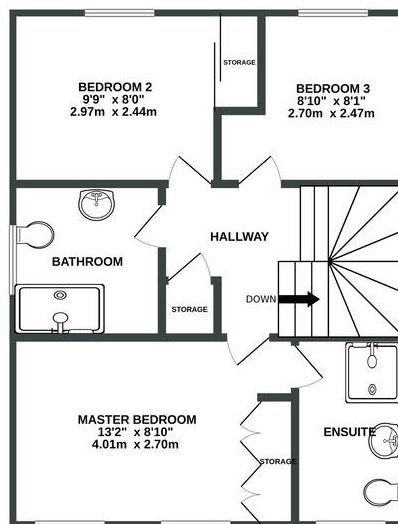 BEDROOM 2
9'9" x 8'0"
2.97m x 2.44m
STORAGE
BEDROOM 3
8'10" x 8'1"
2.70m x 2.47m
HALLWAY
BATHROOM
DOWN
STORAGE
MASTER BEDROOM
13'2" x 8'10"
4.01m x 2.70m
ENSUITE
STORAGE